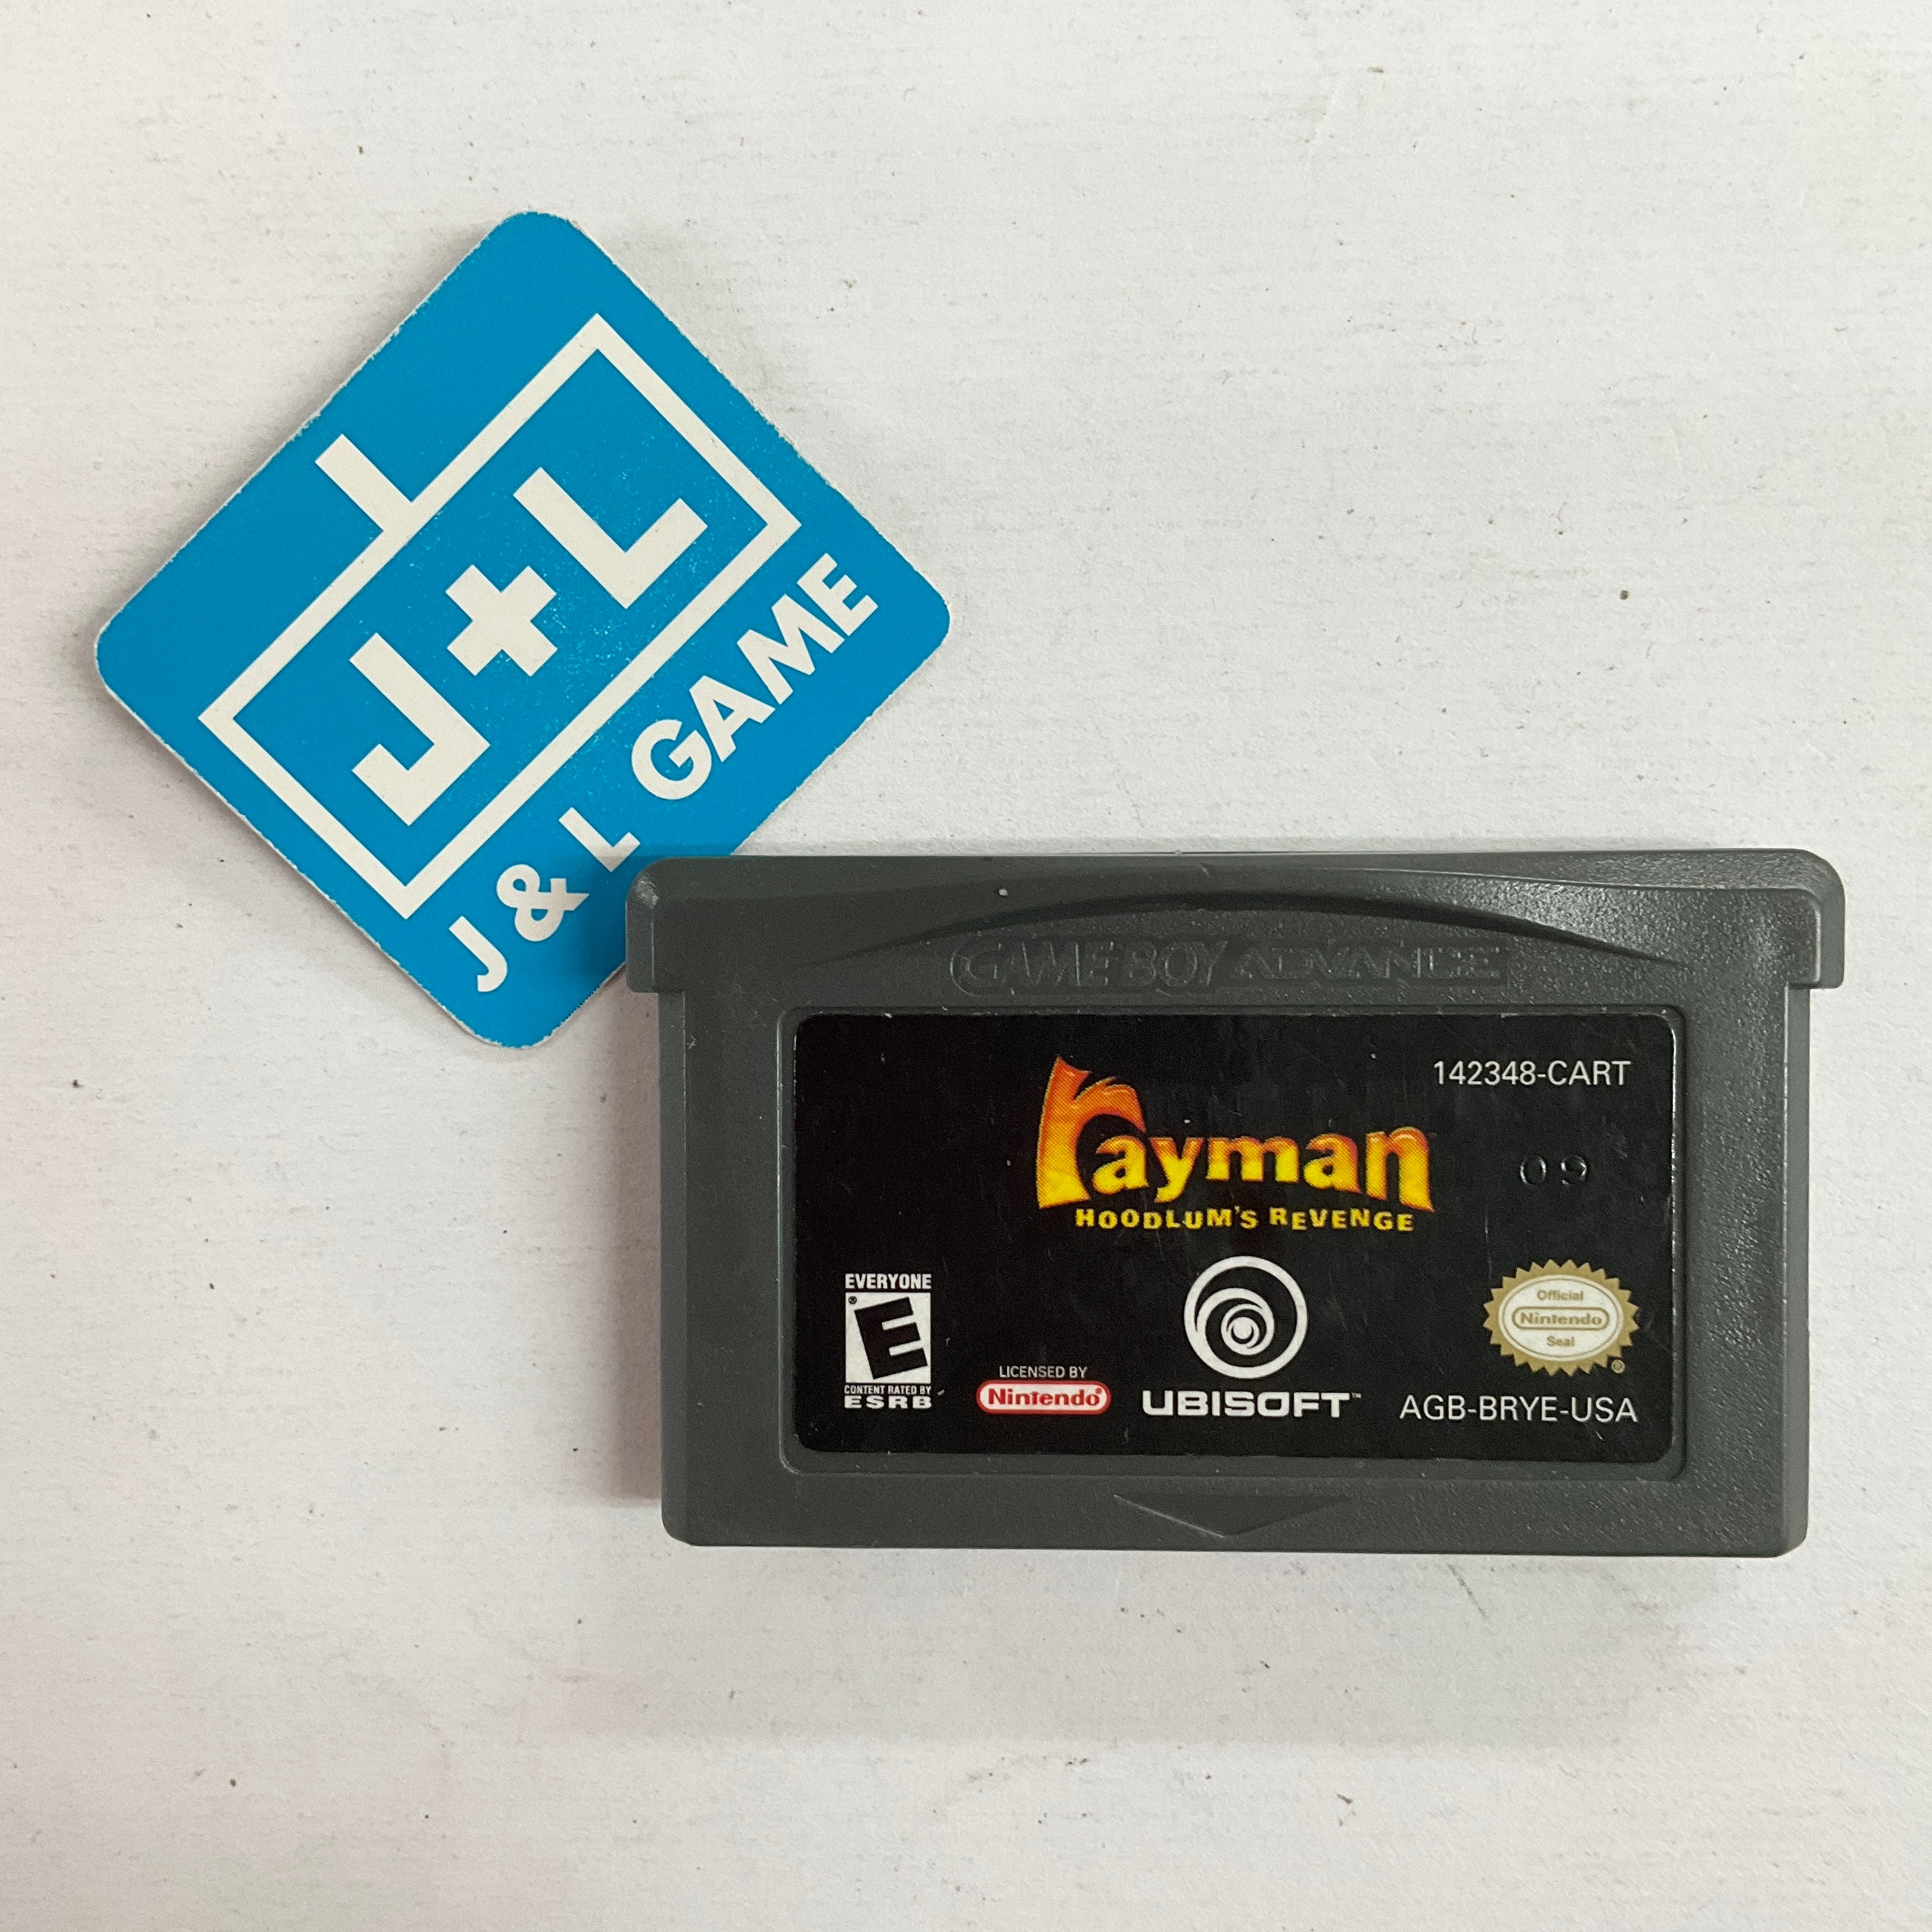 J+L
J & L GAME
GAME BOY ADVANCE
142348-CART
rayman
09
HOODLUM'S REVENGE
EVERYONE
E
®
CONTENT RATED BY
ESRB
LICENSED BY
Nintendo®
UBISOFT™
Official
Nintendo
Seal
®
AGB-BRYE-USA